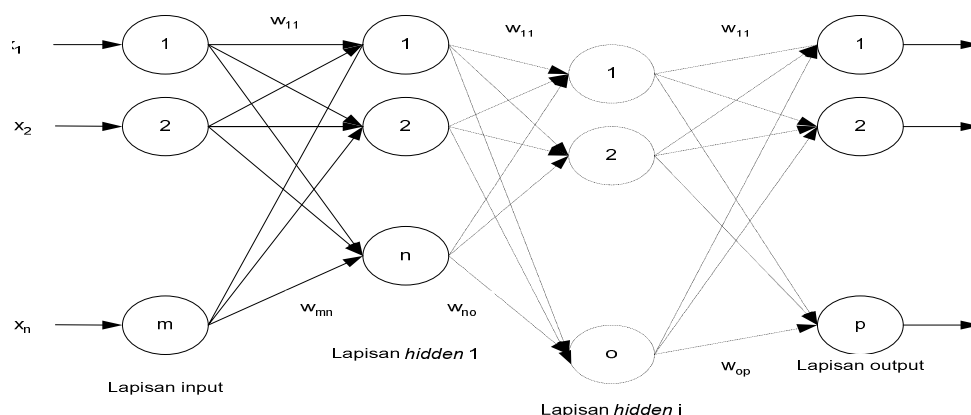 w11 w11 w11
x1 1 1 1
1
x2 2 2 2
2
n
xn m p
wmn wno
o
Lapisan hidden 1
wop Lapisan output
Lapisan input
Lapisan hidden i